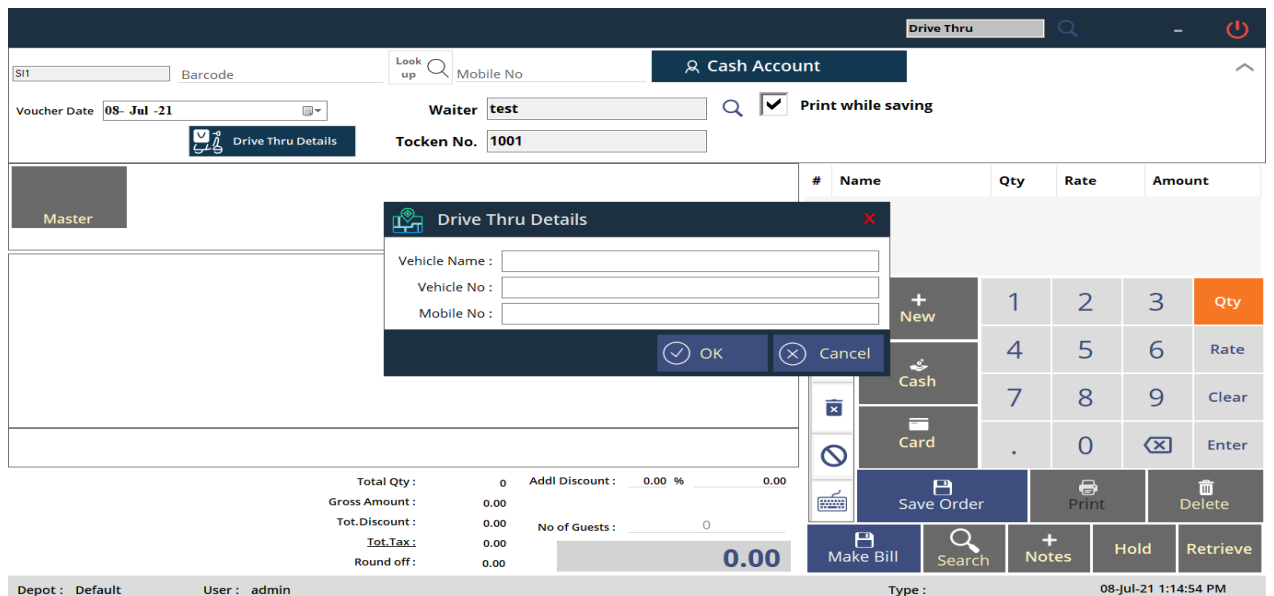 Drive Thru
SI1
Barcode
Look up
Mobile No
Cash Account
Voucher Date 08- Jul -21
Waiter test
Print while saving
Drive Thru Details
Tocken No. 1001
Master
# Name Qty Rate Amount
Drive Thru Details
Vehicle Name :
Vehicle No :
Mobile No :
OK Cancel
New 1 2 3 Qty
Cash 4 5 6 Rate
7 8 9 Clear
Card . 0 Enter
Save Order Print Delete
Make Bill Search Notes Hold Retrieve
Total Qty : 0 Addl Discount : 0.00 % 0.00
Gross Amount : 0.00
Tot.Discount : 0.00 No of Guests : 0
Tot.Tax : 0.00
Round off : 0.00 0.00
Depot : Default User : admin Type : 08-Jul-21 1:14:54 PM